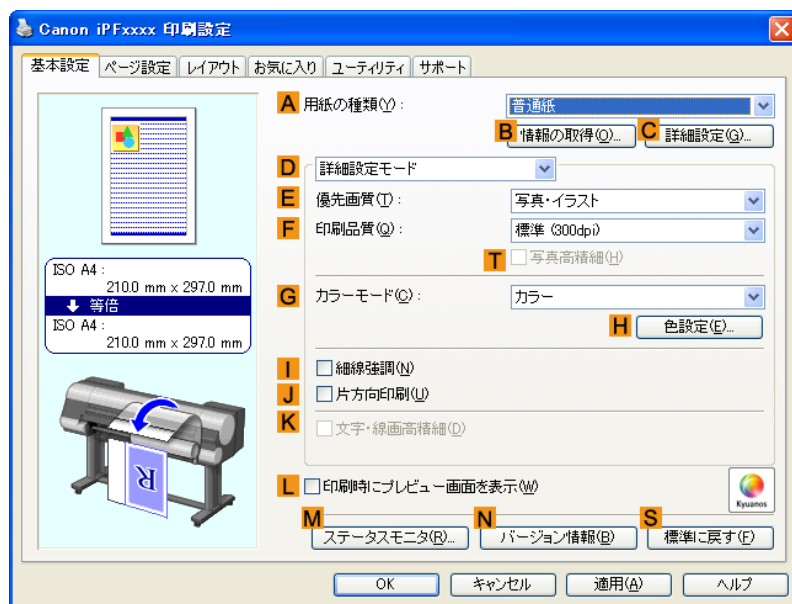 Canon iPFxxxx 印刷設定
基本設定 ページ設定 レイアウト お気に入り ユーティリティ サポート
A 用紙の種類(Y) : 普通紙
B 情報の取得(O)... C 詳細設定(G)...
D 詳細設定モード
E 優先画質(T) : 写真・イラスト
F 印刷品質(Q) : 標準 (300dpi)
T 写真高精細(H)
ISO A4 :
210.0 mm x 297.0 mm
等倍
ISO A4 :
210.0 mm x 297.0 mm
G カラーモード(C) : カラー
H 色設定(E)...
I 細線強調(N)
J 片方向印刷(U)
K 文字・線画高精細(D)
R
L 印刷時にプレビュー画面を表示(W)
Kyuanos
M ステータスモニタ(R)... N バージョン情報(B) S 標準に戻す(F)
OK キャンセル 適用(A) ヘルプ